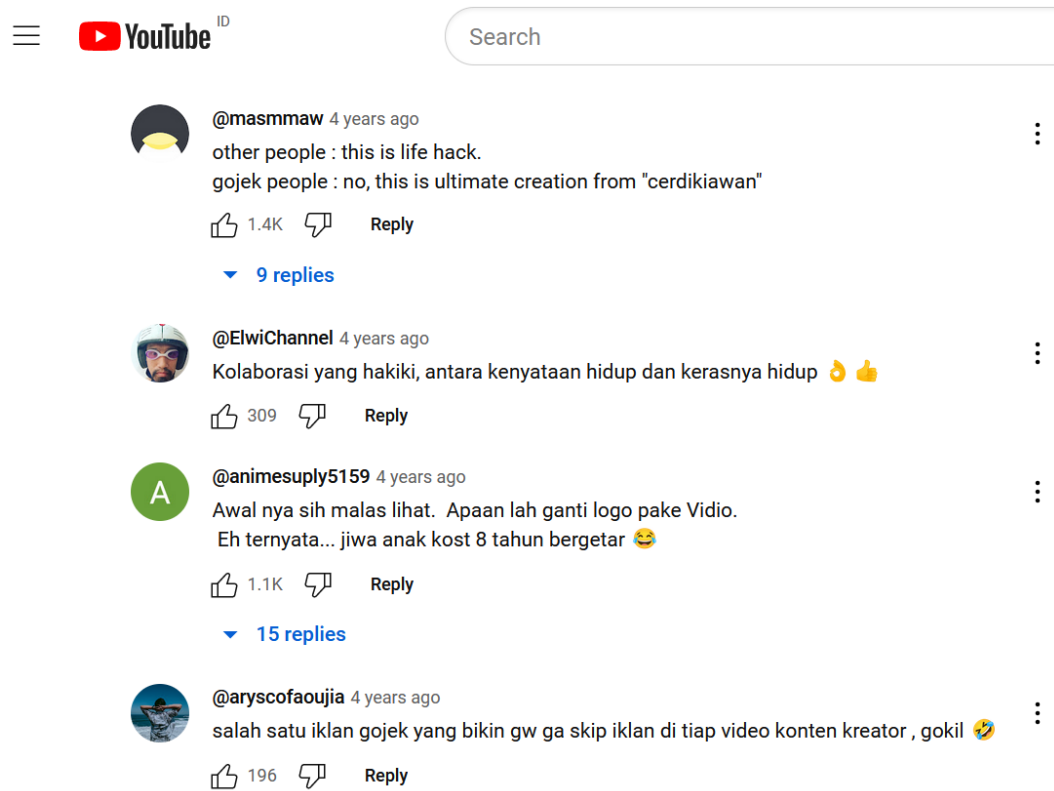 YouTube ID
Search
@masmmaw 4 years ago
other people : this is life hack.
gojek people : no, this is ultimate creation from "cerdikiawan"
1.4K Reply
9 replies
@ElwiChannel 4 years ago
Kolaborasi yang hakiki, antara kenyataan hidup dan kerasnya hidup 👌 👍
309 Reply
A
@animesuply5159 4 years ago
Awal nya sih malas lihat.  Apaan lah ganti logo pake Vidio.
Eh ternyata... jiwa anak kost 8 tahun bergetar 😂
1.1K Reply
15 replies
@aryscofaoujia 4 years ago
salah satu iklan gojek yang bikin gw ga skip iklan di tiap video konten kreator , gokil 🤣
196 Reply